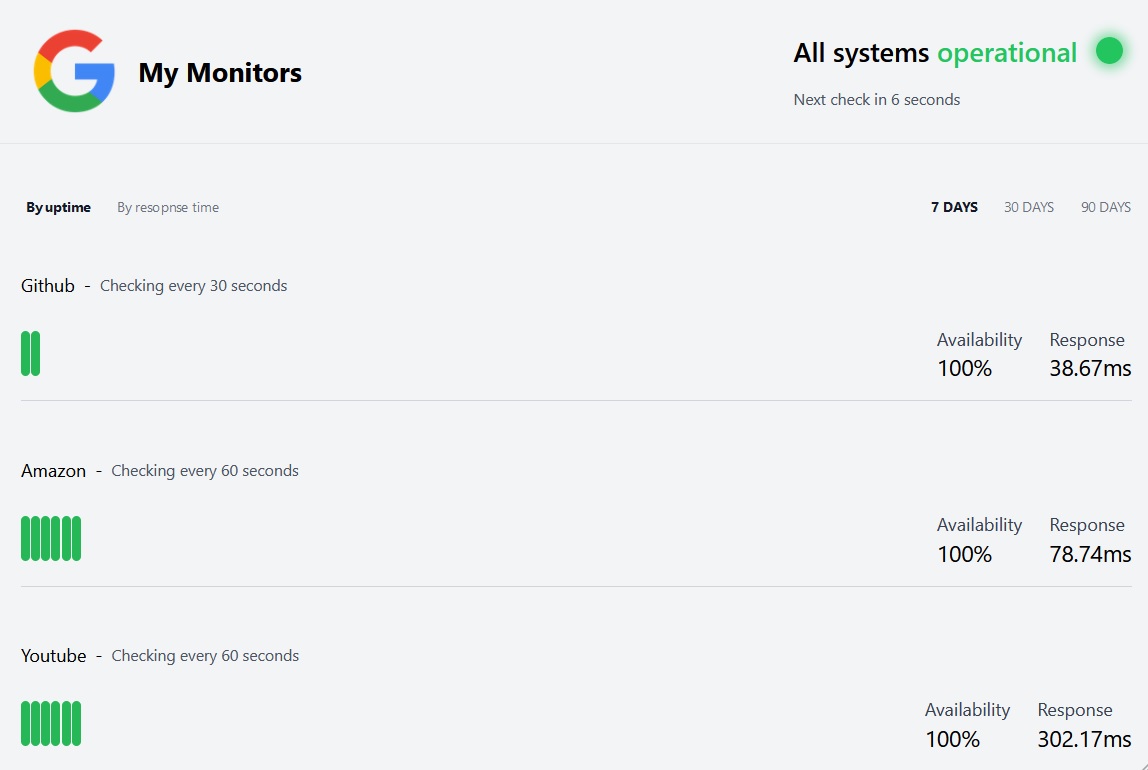 My Monitors
All systems operational
Next check in 6 seconds
By uptime By resopnse time 7 DAYS 30 DAYS 90 DAYS
Github - Checking every 30 seconds
Availability Response
100% 38.67ms
Amazon - Checking every 60 seconds
Availability Response
100% 78.74ms
Youtube - Checking every 60 seconds
Availability Response
100% 302.17ms